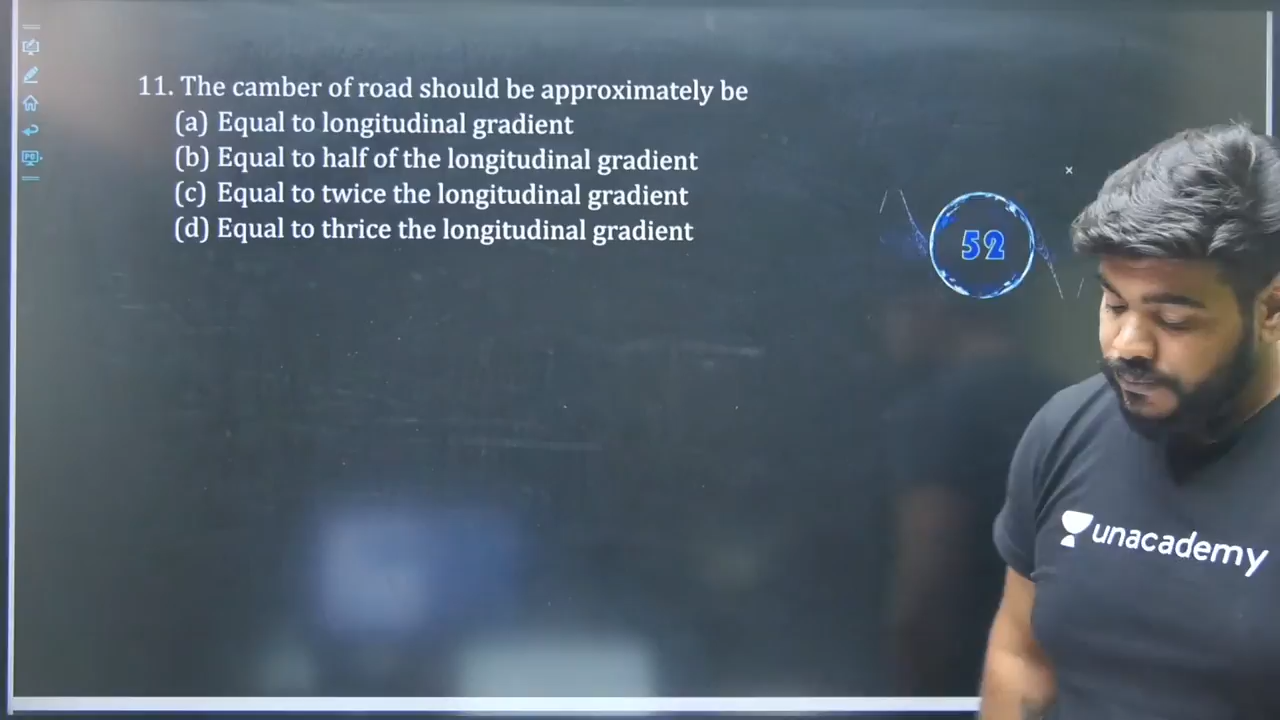 11. The camber of road should be approximately be
(a) Equal to longitudinal gradient
(b) Equal to half of the longitudinal gradient
(c) Equal to twice the longitudinal gradient
(d) Equal to thrice the longitudinal gradient
52
unacademy